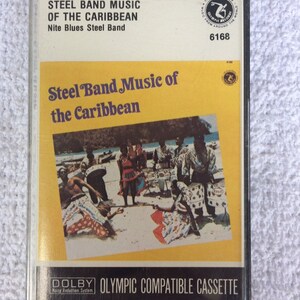 STEEL BAND MUSIC
OF THE CARIBBEAN
Nite Blues Steel Band
6168
Steel Band Music of
the Caribbean
DOLBY
OLYMPIC COMPATIBLE CASSETTE